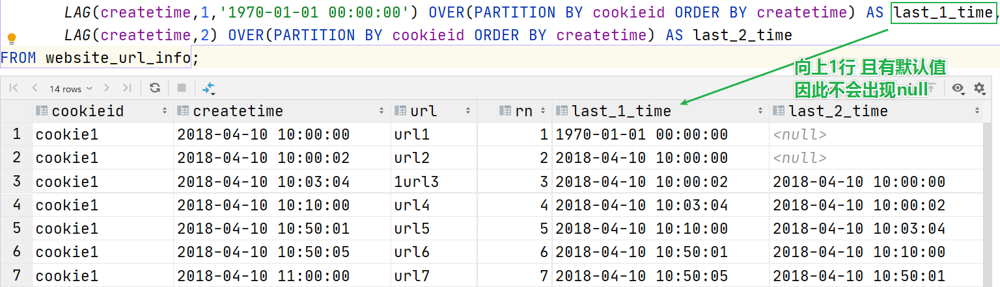 LAG(createtime,1,'1970-01-01 00:00:00') OVER(PARTITION BY cookieid ORDER BY createtime) AS last_1_time,
LAG(createtime,2) OVER(PARTITION BY cookieid ORDER BY createtime) AS last_2_time
FROM website_url_info;
向上1行 且有默认值
因此不会出现null
14 rows
cookieid createtime url rn last_1_time last_2_time
1 cookie1 2018-04-10 10:00:00 url1 1 1970-01-01 00:00:00 <null>
2 cookie1 2018-04-10 10:00:02 url2 2 2018-04-10 10:00:00 <null>
3 cookie1 2018-04-10 10:03:04 1url3 3 2018-04-10 10:00:02 2018-04-10 10:00:00
4 cookie1 2018-04-10 10:10:00 url4 4 2018-04-10 10:03:04 2018-04-10 10:00:02
5 cookie1 2018-04-10 10:50:01 url5 5 2018-04-10 10:10:00 2018-04-10 10:03:04
6 cookie1 2018-04-10 10:50:05 url6 6 2018-04-10 10:50:01 2018-04-10 10:10:00
7 cookie1 2018-04-10 11:00:00 url7 7 2018-04-10 10:50:05 2018-04-10 10:50:01